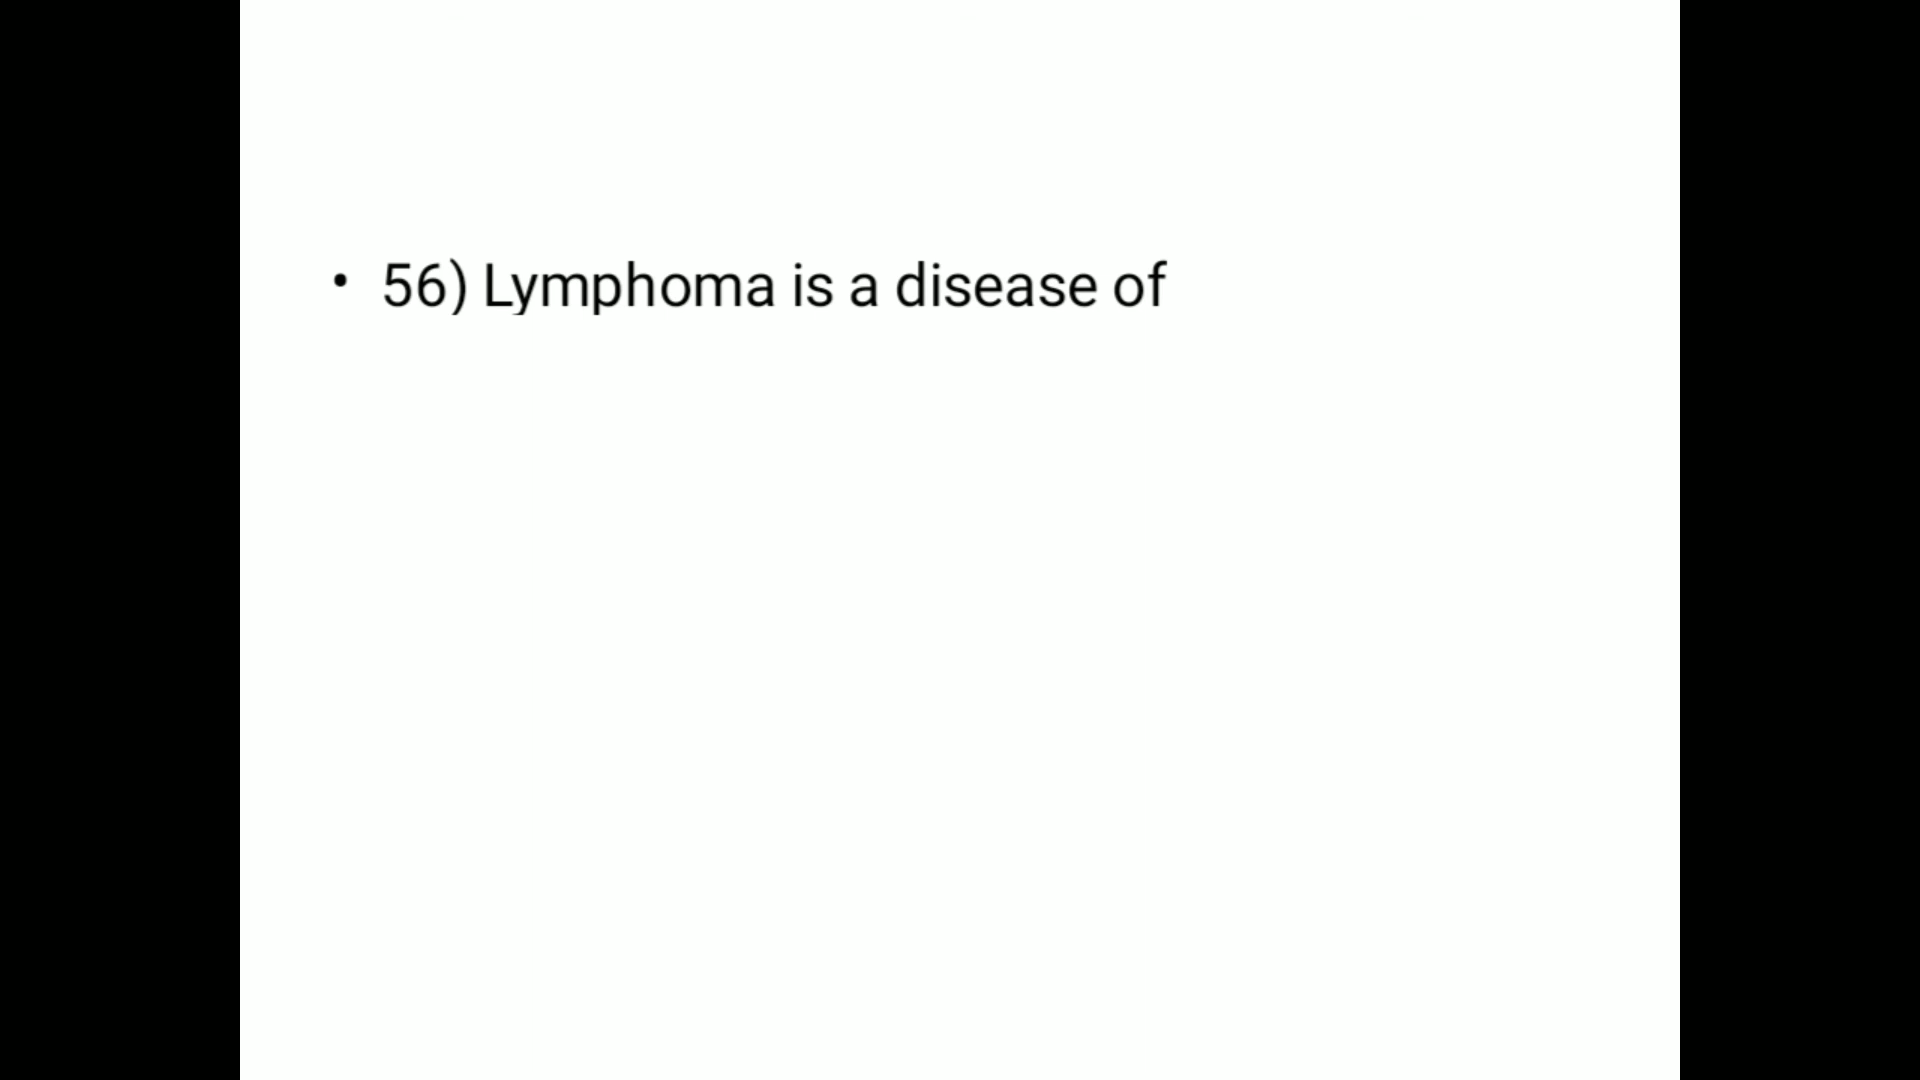 • 56) Lymphoma is a disease of